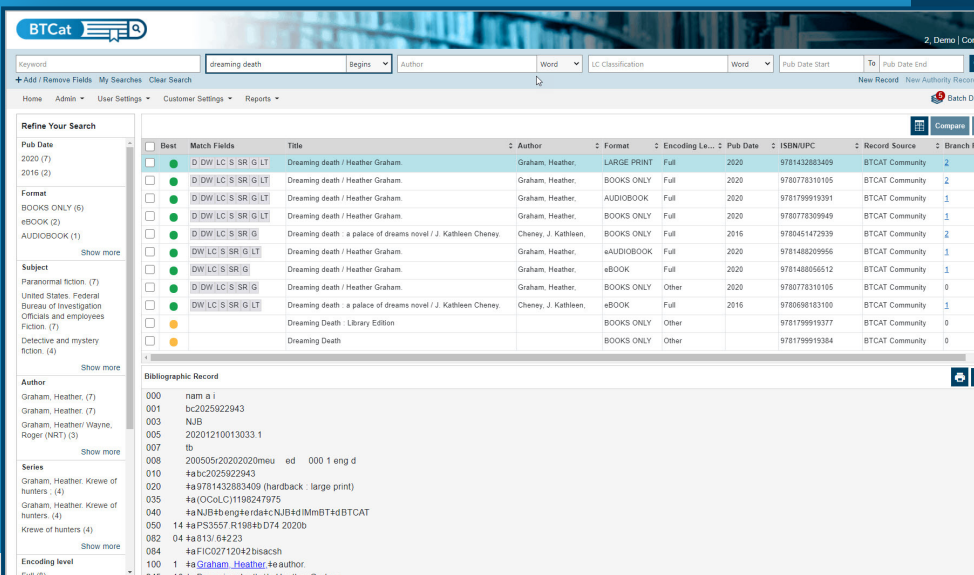 BTCat
2, Demo | Con
Keyword
dreaming death
Begins
Author
Word
LC Classification
Word
Pub Date Start
To
Pub Date End
+ Add / Remove Fields My Searches Clear Search
New Record New Authority Recor
Home Admin User Settings Customer Settings Reports
5 Batch D
Refine Your Search
Pub Date
2020 (7)
2016 (2)
Format
BOOKS ONLY (6)
eBOOK (2)
AUDIOBOOK (1)
Show more
Subject
Paranormal fiction. (7)
United States. Federal
Bureau of Investigation
Officials and employees
Fiction. (7)
Detective and mystery
fiction. (4)
Show more
Author
Graham, Heather, (7)
Graham, Heather. (7)
Graham, Heather/ Wayne,
Roger (NRT) (3)
Show more
Series
Graham, Heather. Krewe of
hunters ; (4)
Graham, Heather. Krewe of
hunters. (4)
Krewe of hunters (4)
Show more
Encoding level
Compare
Best Match Fields Title Author Format Encoding Le... Pub Date ISBN/UPC Record Source Branch
D DW LC S SR G LT Dreaming death / Heather Graham. Graham, Heather, LARGE PRINT Full 2020 9781432883409 BTCAT Community 2
D DW LC S SR G LT Dreaming death / Heather Graham. Graham, Heather, BOOKS ONLY Full 2020 9780778310105 BTCAT Community 2
D DW LC S SR G LT Dreaming death / Heather Graham. Graham, Heather, AUDIOBOOK Full 2020 9781799919391 BTCAT Community 1
D DW LC S SR G LT Dreaming death / Heather Graham. Graham, Heather, BOOKS ONLY Full 2020 9780778309949 BTCAT Community 1
D DW LC S SR G Dreaming death : a palace of dreams novel / J. Kathleen Cheney. Cheney, J. Kathleen, BOOKS ONLY Full 2016 9780451472939 BTCAT Community 2
DW LC S SR G LT Dreaming death / Heather Graham. Graham, Heather, eAUDIOBOOK Full 2020 9781488209956 BTCAT Community 1
DW LC S SR G Dreaming death / Heather Graham. Graham, Heather, eBOOK Full 2020 9781488056512 BTCAT Community 1
D DW LC S SR G Dreaming death / Heather Graham. Graham, Heather, BOOKS ONLY Other 2020 9780778310105 BTCAT Community 0
DW LC S SR G LT Dreaming death : a palace of dreams novel / J. Kathleen Cheney. Cheney, J. Kathleen, eBOOK Full 2016 9780698183100 BTCAT Community 1
Dreaming Death : Library Edition BOOKS ONLY Other 9781799919377 BTCAT Community 0
Dreaming Death BOOKS ONLY Other 9781799919384 BTCAT Community 0
Bibliographic Record
000 nam a i
001 bc2025922943
003 NJB
005 20201210013033.1
007 tb
008 200505r20202020meu ed 000 1 eng d
010 ‡abc2025922943
020 ‡a9781432883409 (hardback : large print)
035 ‡a(OCoLC)1198247975
040 ‡aNJB‡beng‡erda‡cNJB‡dIMmBT‡dBTCAT
050 14 ‡aPS3557.R198‡bD74 2020b
082 04 ‡a813/.6‡223
084 ‡aFIC027120‡2bisacsh
100 1 ‡aGraham, Heather,‡eauthor.